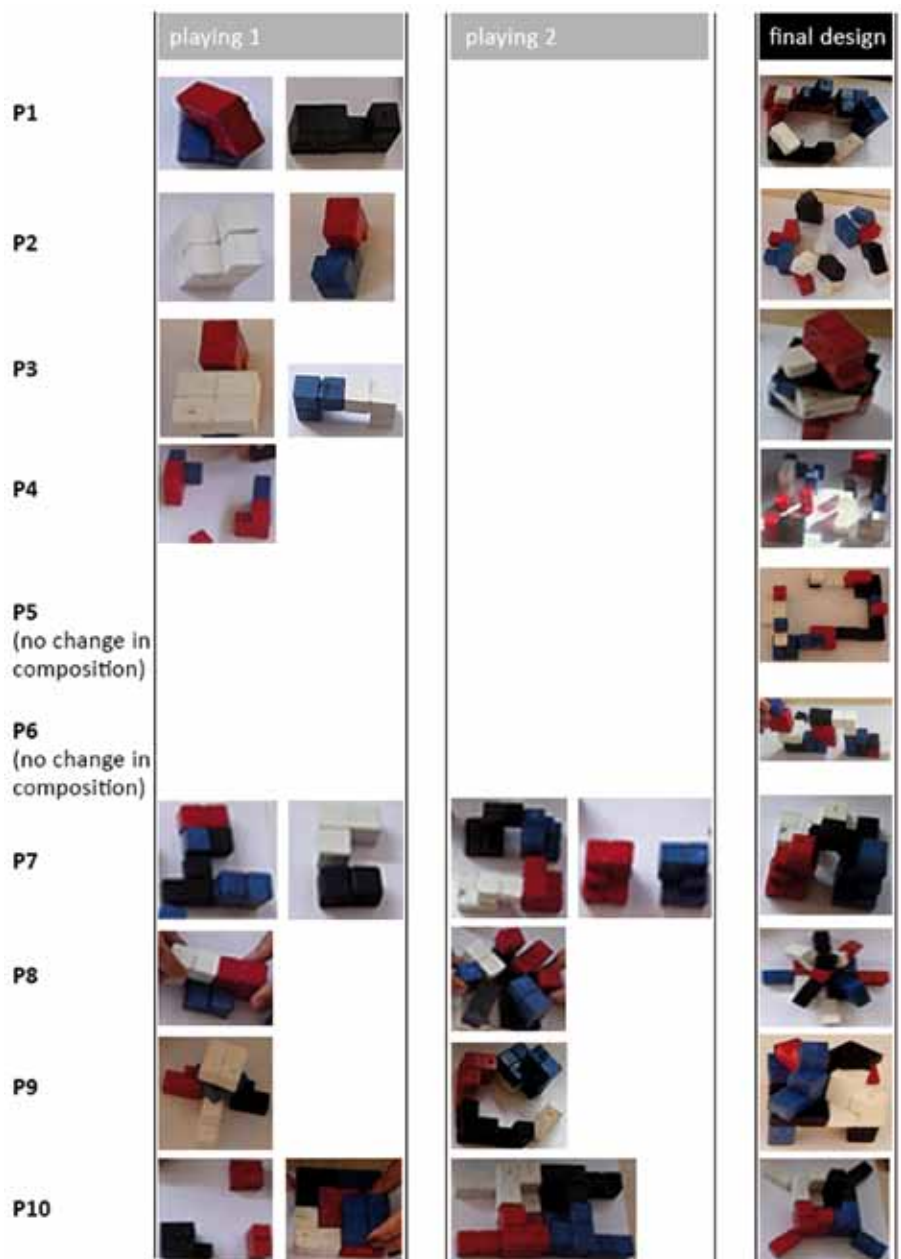 playing 1
playing 2
final design
P1
P2
P3
P4
P5
(no change in
composition)
P6
(no change in
composition)
P7
P8
P9
P10